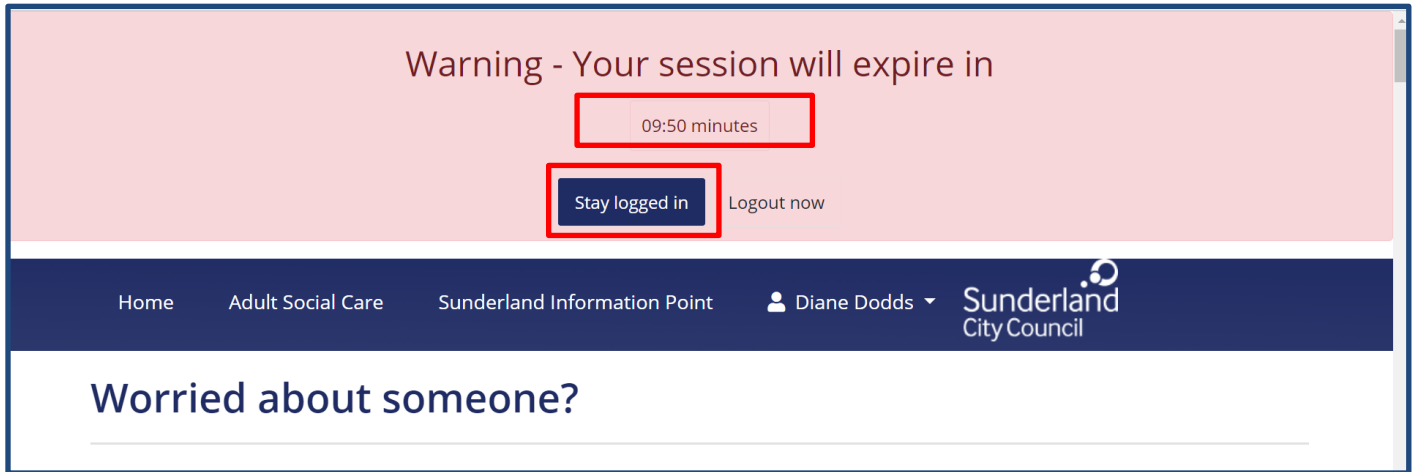 Warning - Your session will expire in
09:50 minutes
Stay logged in Logout now
Home Adult Social Care Sunderland Information Point Diane Dodds Sunderland
City Council
Worried about someone?